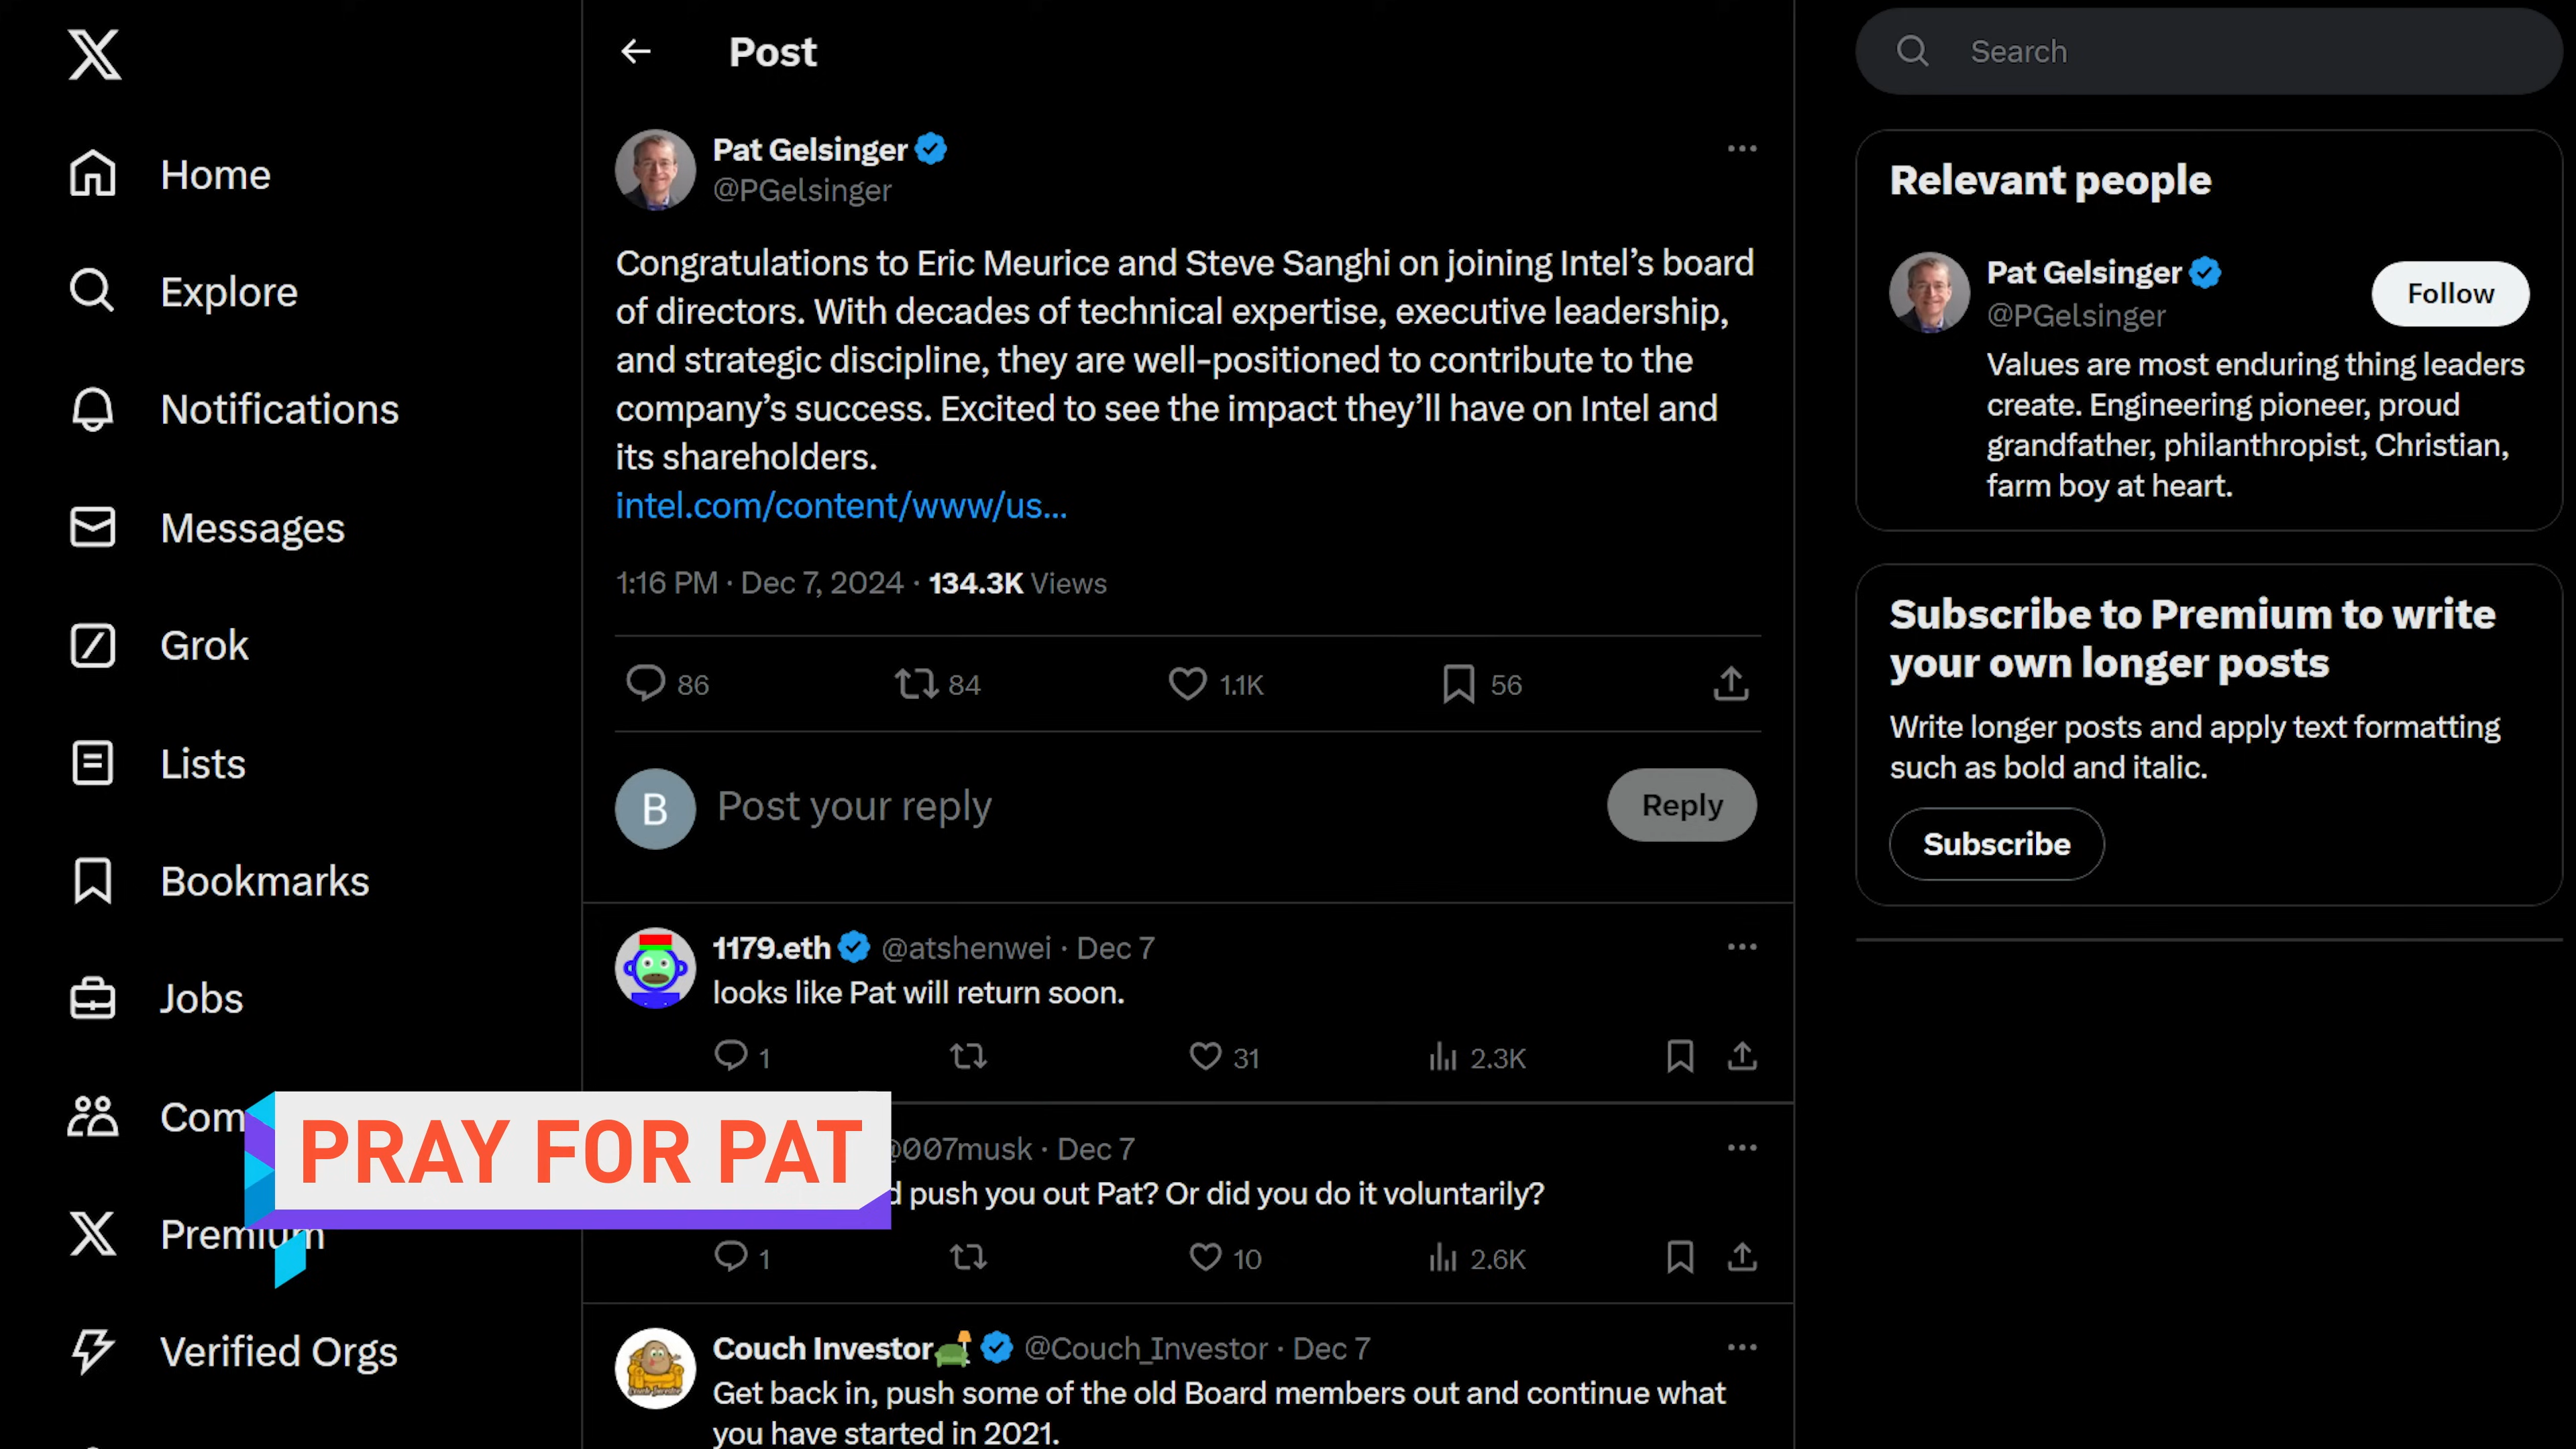 Home
Explore
Notifications
Messages
Grok
Lists
Bookmarks
Jobs
Com
Premium
Verified Orgs
Post
Pat Gelsinger
@PGelsinger
Congratulations to Eric Meurice and Steve Sanghi on joining Intel’s board
of directors. With decades of technical expertise, executive leadership,
and strategic discipline, they are well-positioned to contribute to the
company’s success. Excited to see the impact they’ll have on Intel and
its shareholders.
intel.com/content/www/us...
1:16 PM · Dec 7, 2024 · 134.3K Views
86 84 1.1K 56
B Post your reply Reply
1179.eth @atshenwei · Dec 7
looks like Pat will return soon.
1 31 2.3K
PRAY FOR PAT
@007musk · Dec 7
d push you out Pat? Or did you do it voluntarily?
1 10 2.6K
Couch Investor @Couch_Investor · Dec 7
Get back in, push some of the old Board members out and continue what
you have started in 2021.
Search
Relevant people
Pat Gelsinger
@PGelsinger
Follow
Values are most enduring thing leaders
create. Engineering pioneer, proud
grandfather, philanthropist, Christian,
farm boy at heart.
Subscribe to Premium to write
your own longer posts
Write longer posts and apply text formatting
such as bold and italic.
Subscribe